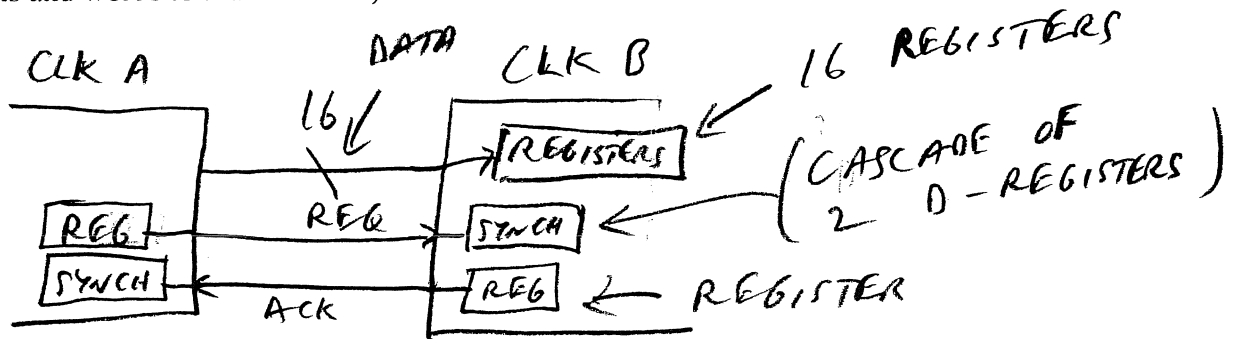 CLK A
DATA
CLK B
16 REGISTERS
16
REGISTERS
(CASCADE OF
2 D-REGISTERS)
REG
REQ
SYNCH
SYNCH
ACK
REG
REGISTER